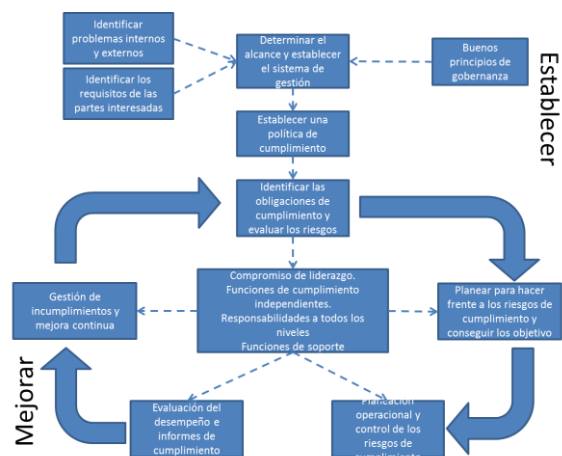 Identificar
problemas internos
y externos
Determinar el
alcance y establecer
el sistema de
gestión
Buenos
principios de
gobernanza
Identificar los
requisitos de las
partes interesadas
Establecer
Establecer una
política de
cumplimiento
Identificar las
obligaciones de
cumplimiento y
evaluar los riesgos
Compromiso de liderazgo.
Funciones de cumplimiento
independientes.
Responsabilidades a todos los
niveles
Funciones de soporte
Gestión de
incumplimientos y
mejora continua
Planear para hacer
frente a los riesgos de
cumplimiento y
conseguir los objetivo
Mejorar
Evaluación del
desempeño e
informes de
cumplimiento
Planeación
operacional y
control de los
riesgos de
cumplimiento